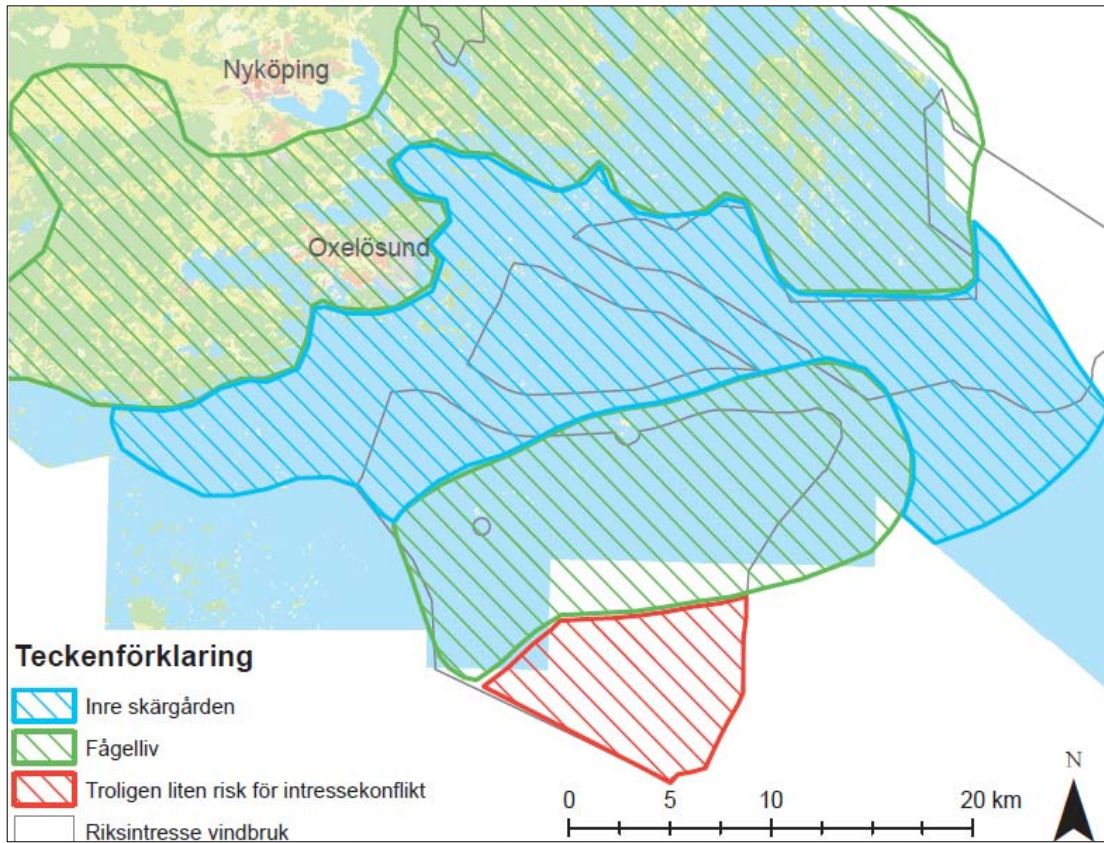 Nyköping
Oxelösund
Teckenförklaring
Inre skärgården
Fågelliv
Troligen liten risk för intressekonflikt
Riksintresse vindbruk
0 5 10 20 km
N